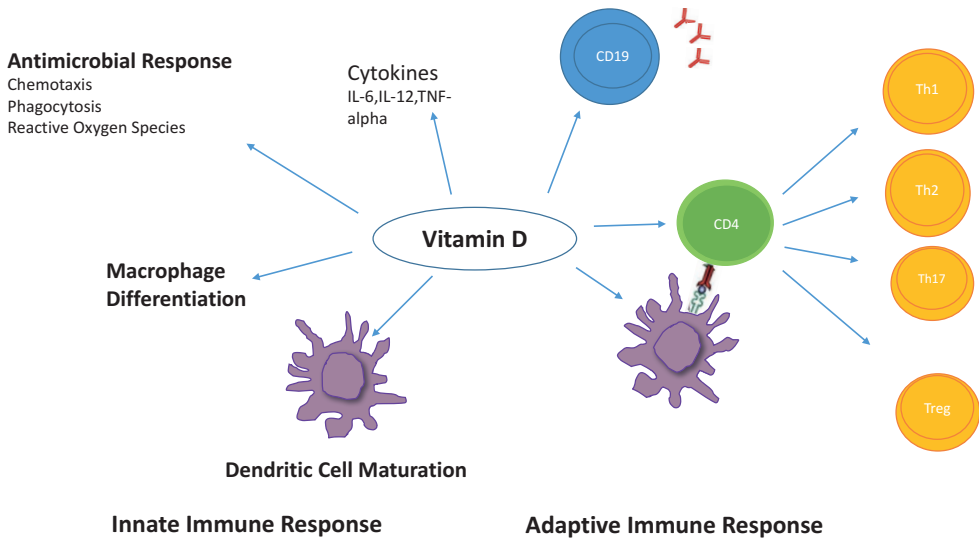 Antimicrobial Response
Chemotaxis
Phagocytosis
Reactive Oxygen Species
Cytokines
IL-6,IL-12,TNF-
alpha
CD19
Th1
Th2
CD4
Vitamin D
Th17
Macrophage
Differentiation
Treg
Dendritic Cell Maturation
Innate Immune Response
Adaptive Immune Response